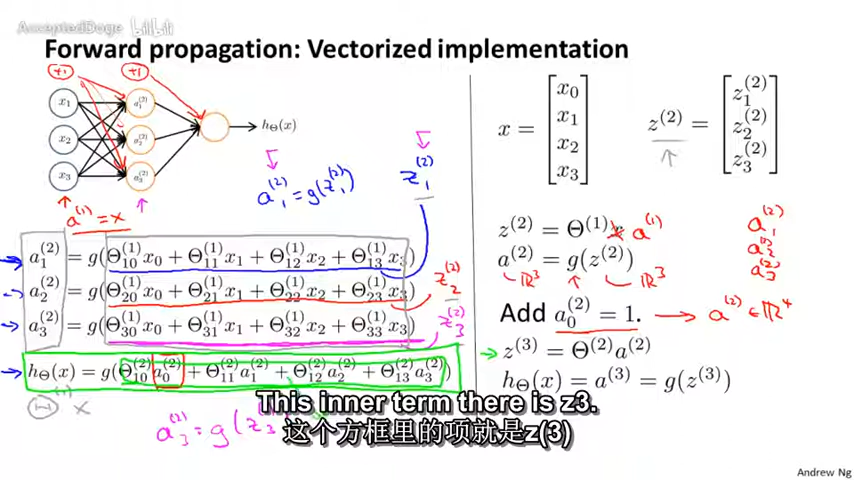 AcceptedDoge bilibili
Forward propagation: Vectorized implementation
+1 +1
x₁ a₁⁽²⁾
x₂ a₂⁽²⁾ h_Θ(x)
x₃ a₃⁽²⁾
a⁽¹⁾ = x
a₁⁽²⁾ = g(z₁⁽²⁾) z₁⁽²⁾
a₁⁽²⁾ = g(Θ₁₀⁽¹⁾x₀ + Θ₁₁⁽¹⁾x₁ + Θ₁₂⁽¹⁾x₂ + Θ₁₃⁽¹⁾x₃)
z₂⁽²⁾
a₂⁽²⁾ = g(Θ₂₀⁽¹⁾x₀ + Θ₂₁⁽¹⁾x₁ + Θ₂₂⁽¹⁾x₂ + Θ₂₃⁽¹⁾x₃)
z₃⁽²⁾
a₃⁽²⁾ = g(Θ₃₀⁽¹⁾x₀ + Θ₃₁⁽¹⁾x₁ + Θ₃₂⁽¹⁾x₂ + Θ₃₃⁽¹⁾x₃)
h_Θ(x) = g(Θ₁₀⁽²⁾a₀⁽²⁾ + Θ₁₁⁽²⁾a₁⁽²⁾ + Θ₁₂⁽²⁾a₂⁽²⁾ + Θ₁₃⁽²⁾a₃⁽²⁾)
Θ⁽¹⁾ x
a₃⁽²⁾ = g(z₃
x = [x₀ x₁ x₂ x₃] z⁽²⁾ = [z₁⁽²⁾ z₂⁽²⁾ z₃⁽²⁾]
z⁽²⁾ = Θ⁽¹⁾x a⁽¹⁾
a⁽²⁾ = g(z⁽²⁾)
ℝ³ ℝ³
a₁⁽²⁾
a₂⁽²⁾
a₃⁽²⁾
Add a₀⁽²⁾ = 1. → a⁽²⁾ ∈ ℝ⁴
z⁽³⁾ = Θ⁽²⁾a⁽²⁾
h_Θ(x) = a⁽³⁾ = g(z⁽³⁾)
This inner term there is z3.
这个方框里的项就是z(3)
Andrew Ng